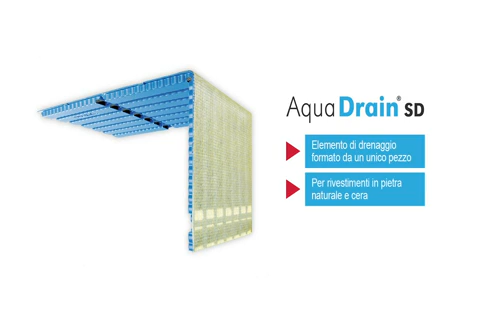 AquaDrain® SD
Elemento di drenaggio
formato da un unico pezzo
Per rivestimenti in pietra
naturale e cera